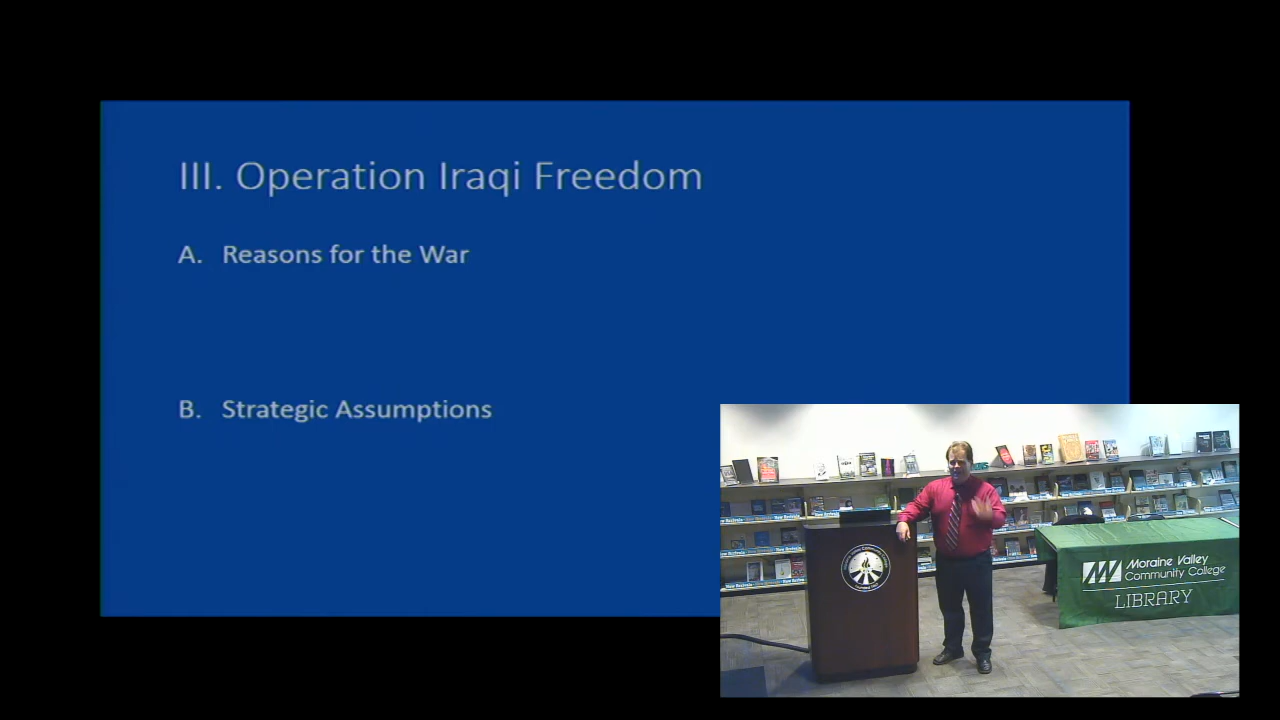 III. Operation Iraqi Freedom
A. Reasons for the War
B. Strategic Assumptions
Moraine Valley
Community College
LIBRARY